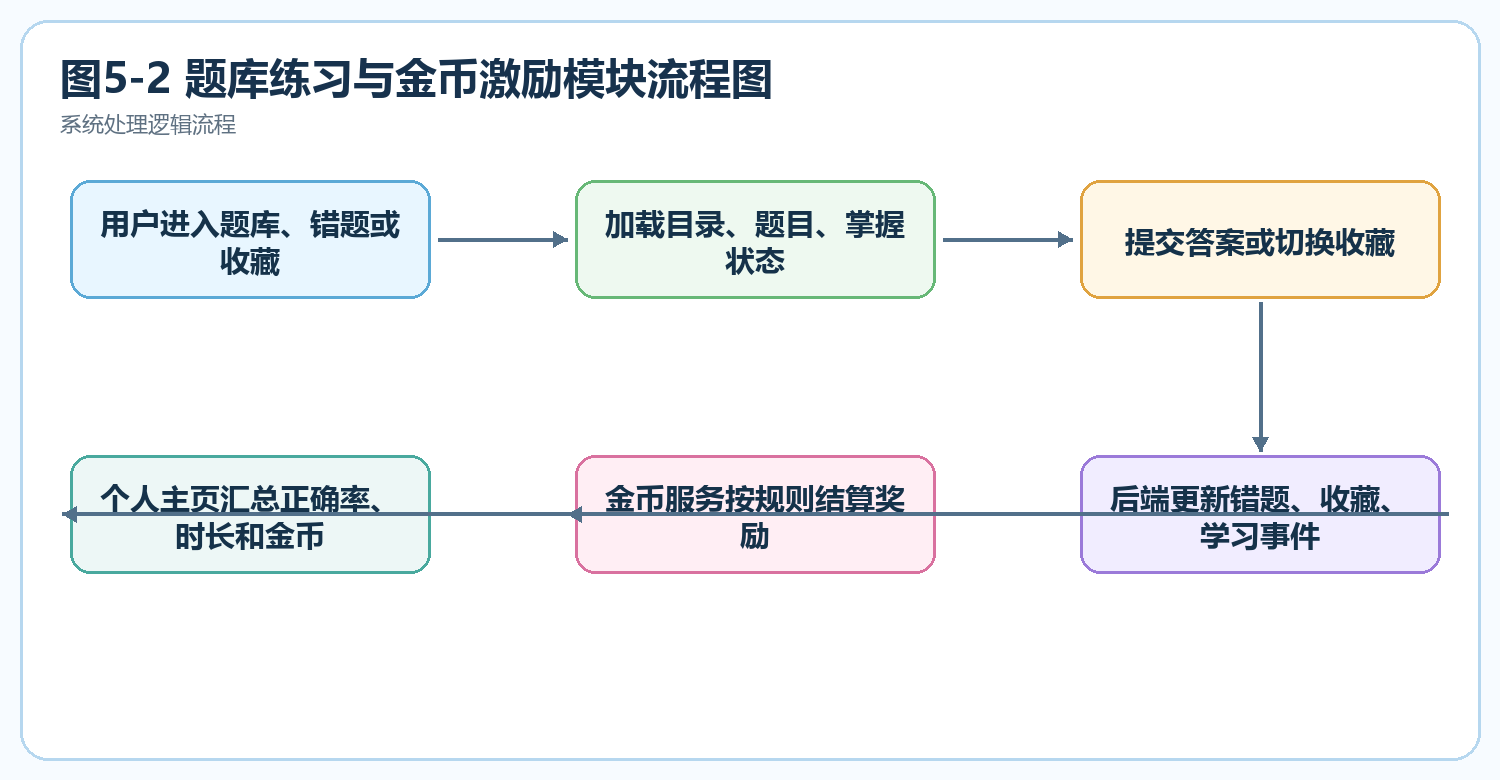 图5-2 题库练习与金币激励模块流程图
系统处理逻辑流程
用户进入题库、错题或
收藏
加载目录、题目、掌握
状态
提交答案或切换收藏
个人主页汇总正确率、
时长和金币
金币服务按规则结算奖
励
后端更新错题、收藏、
学习事件